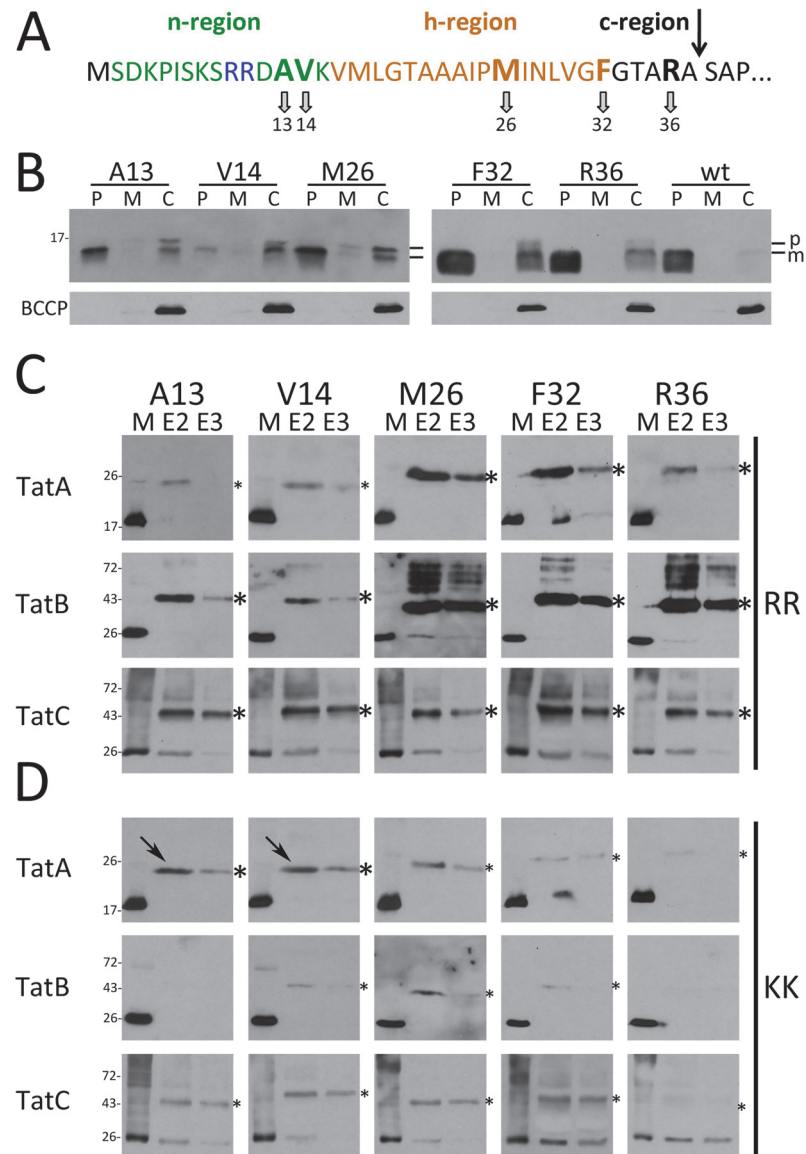 A
n-region h-region c-region
MSDKPISKSRRDAVKVMLGTAAAIPMINLVGFGTARA SAP...
13 14 26 32 36
B
A13 V14 M26 F32 R36 wt
P M C P M C P M C P M C P M C P M C
17-
p
m
BCCP
C
A13 V14 M26 F32 R36
M E2 E3 M E2 E3 M E2 E3 M E2 E3 M E2 E3
TatA
26-
* * * * *
17-
TatB
72-
43-
* * * * *
26-
RR
TatC
72-
43-
* * * * *
26-
D
TatA
26-
* * * * *
17-
TatB
72-
43-
* * *
26-
KK
TatC
72-
43-
* * * * *
26-